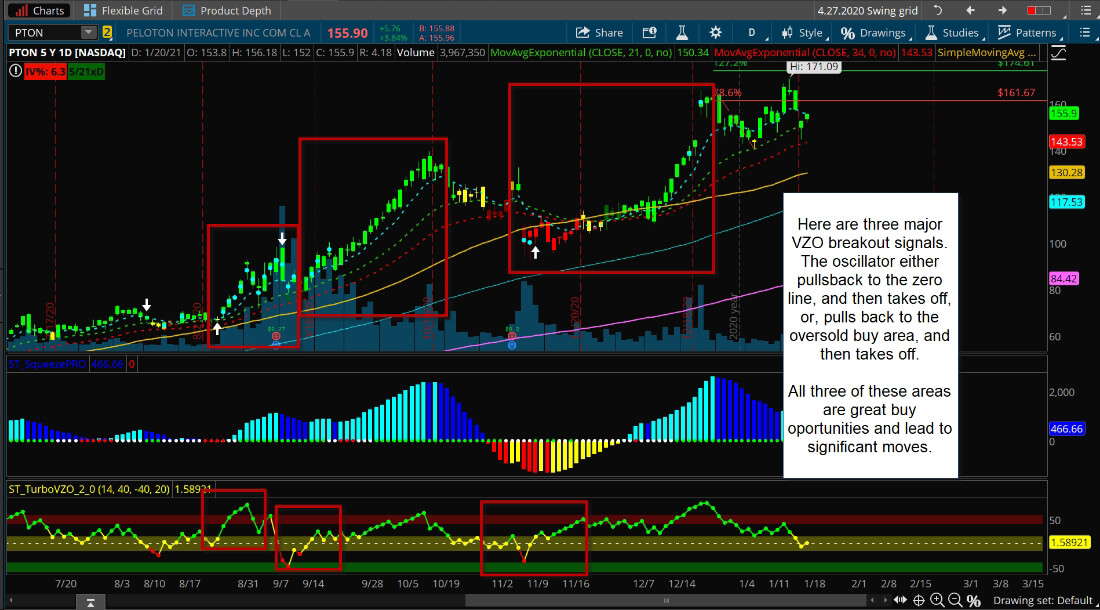 Charts
Flexible Grid
Product Depth
4.27.2020 Swing grid
PTON
2
PELOTON INTERACTIVE INC COM CL A
155.90
+5.26
+3.84%
B: 155.88
A: 155.96
Share
D
Style
Drawings
Studies
Patterns
PTON 5 Y 1D [NASDAQ]
D: 1/20/21
O: 153.8
H: 156.18
L: 152
C: 155.9
R: 4.18
Volume
3,967,350
MovAvgExponential (CLOSE, 21, 0, no)
150.34
MovAvgExponential (CLOSE, 34, 0, no)
143.53
SimpleMovingAvg ...
IV%: 6.3
5/21xD
127.2%
Hi: 171.09
$174.61
78.6%
$161.67
160
155.9
143.53
140
130.28
117.53
100
84.42
80
60
2020 year
Here are three major
VZO breakout signals.
The oscillator either
pullsback to the zero
line, and then takes off,
or, pulls back to the
oversold buy area, and
then takes off.
All three of these areas
are great buy
oportunities and lead to
significant moves.
ST_SqueezePRO
466.66
0
2,000
466.66
0
ST_TurboVZO_2_0 (14, 40, -40, 20)
1.58921
50
1.58921
-50
7/20
8/3
8/10
8/17
8/31
9/7
9/14
9/28
10/5
10/19
11/2
11/9
11/16
12/7
12/14
1/4
1/11
1/18
2/1
2/8
2/15
3/1
3/8
3/15
Drawing set: Default